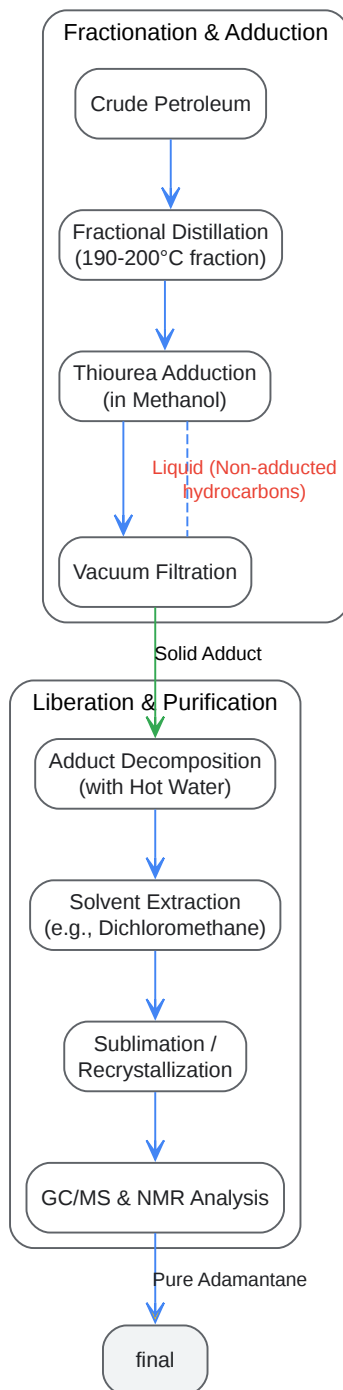 Fractionation & Adduction
Crude Petroleum
Fractional Distillation
(190-200°C fraction)
Thiourea Adduction
(in Methanol)
Liquid (Non-adducted
hydrocarbons)
Vacuum Filtration
Solid Adduct
Liberation & Purification
Adduct Decomposition
(with Hot Water)
Solvent Extraction
(e.g., Dichloromethane)
Sublimation /
Recrystallization
GC/MS & NMR Analysis
Pure Adamantane
final